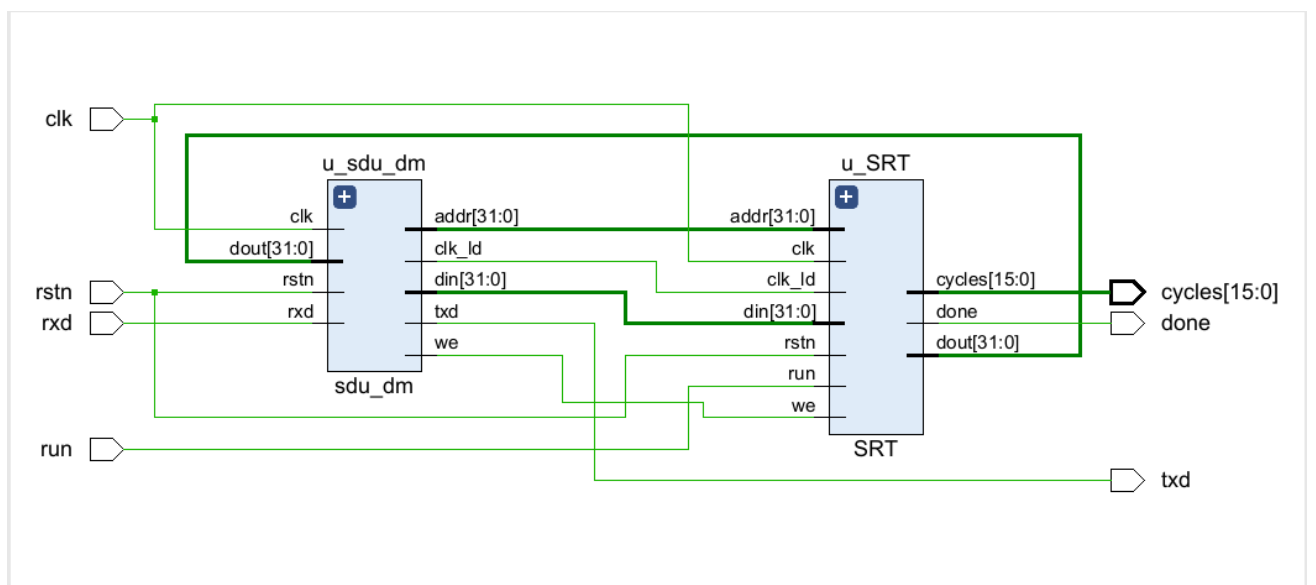 clk
rstn
rxd
run
u_sdu_dm
clk
dout[31:0]
rstn
rxd
addr[31:0]
clk_ld
din[31:0]
txd
we
sdu_dm
u_SRT
addr[31:0]
clk
clk_ld
din[31:0]
rstn
run
we
cycles[15:0]
done
dout[31:0]
SRT
cycles[15:0]
done
txd